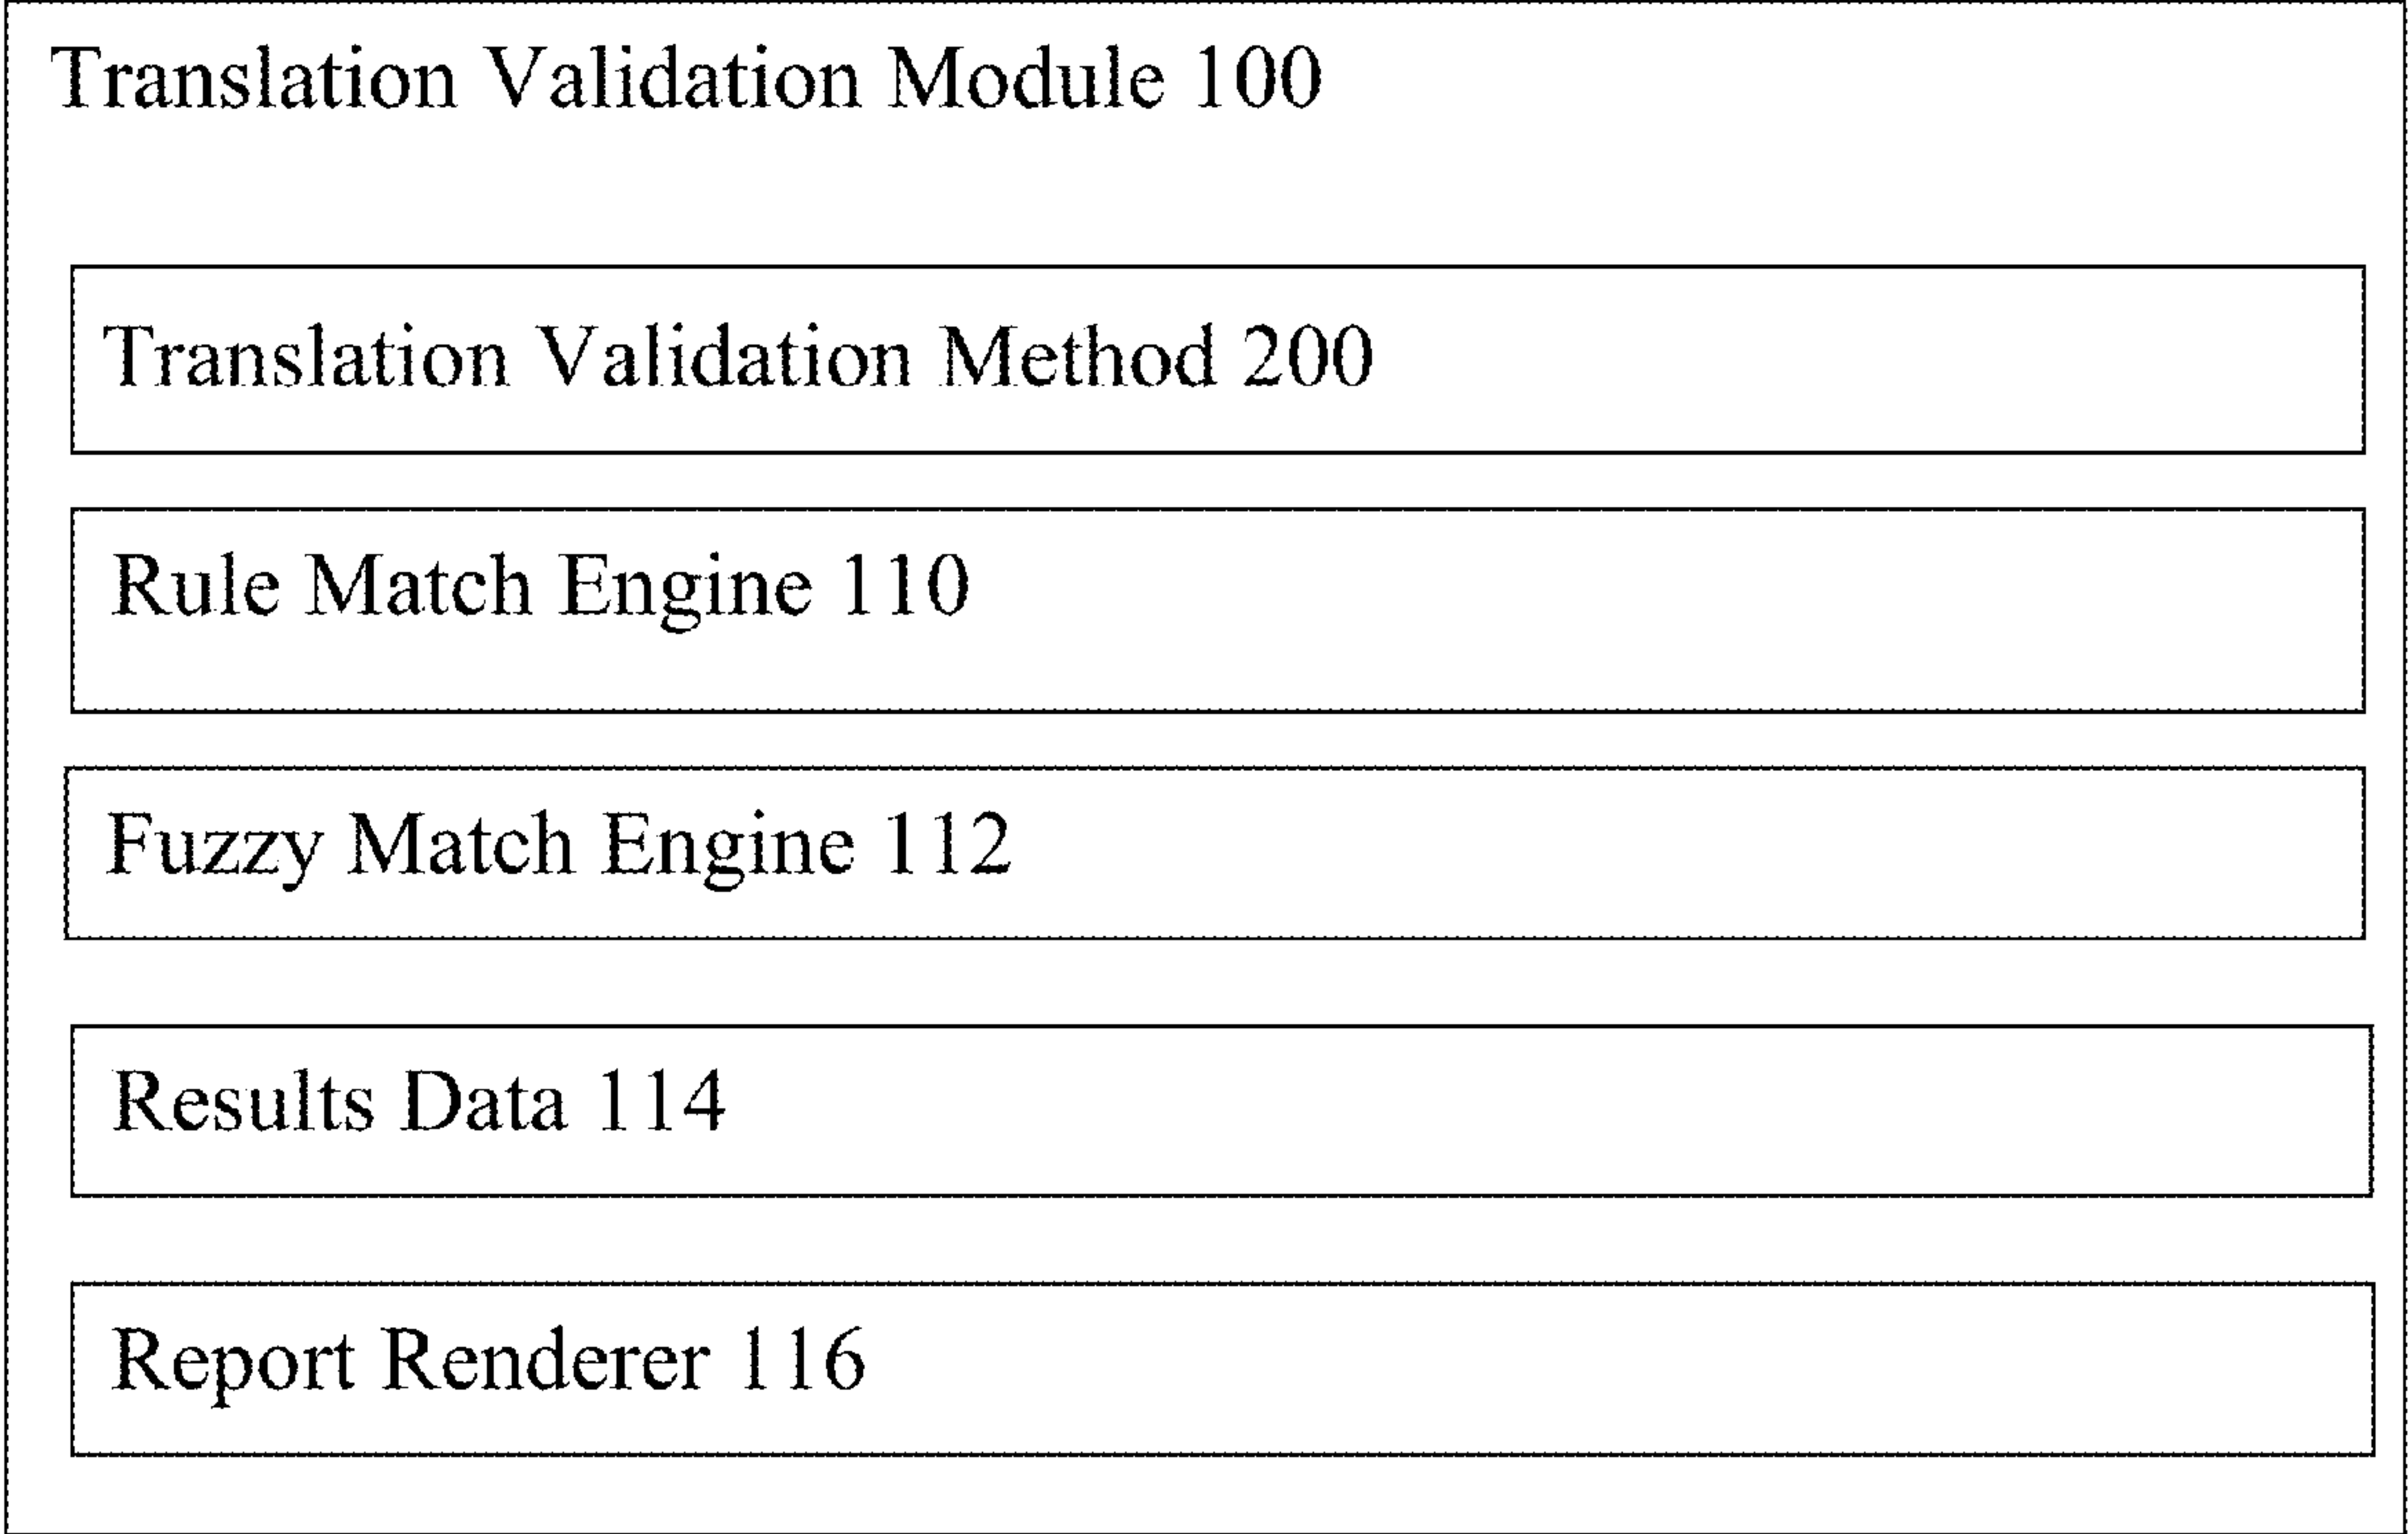 Translation Validation Module 100
Translation Validation Method 200
Rule Match Engine 110
Fuzzy Match Engine 112
Results Data 114
Report Renderer 116